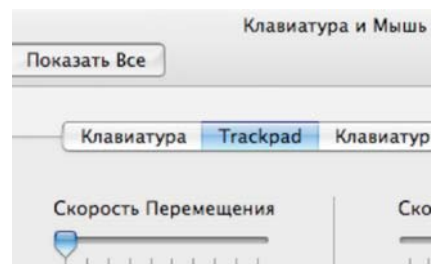 Клавиатура и Мышь
Показать Все
Клавиатура Trackpad
Скорость Перемещения